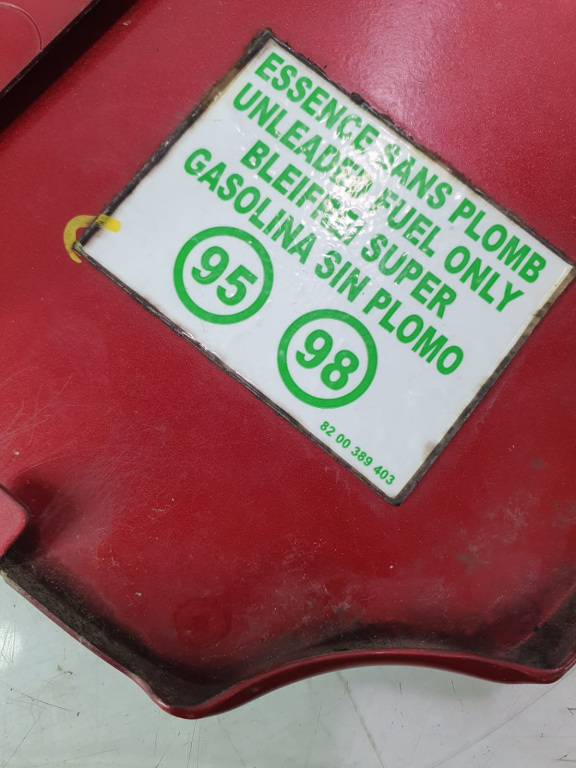 ESSENCE SANS PLOMB
UNLEADED FUEL ONLY
BLEIFREI SUPER
GASOLINA SIN PLOMO
95
98
82 00 389 403